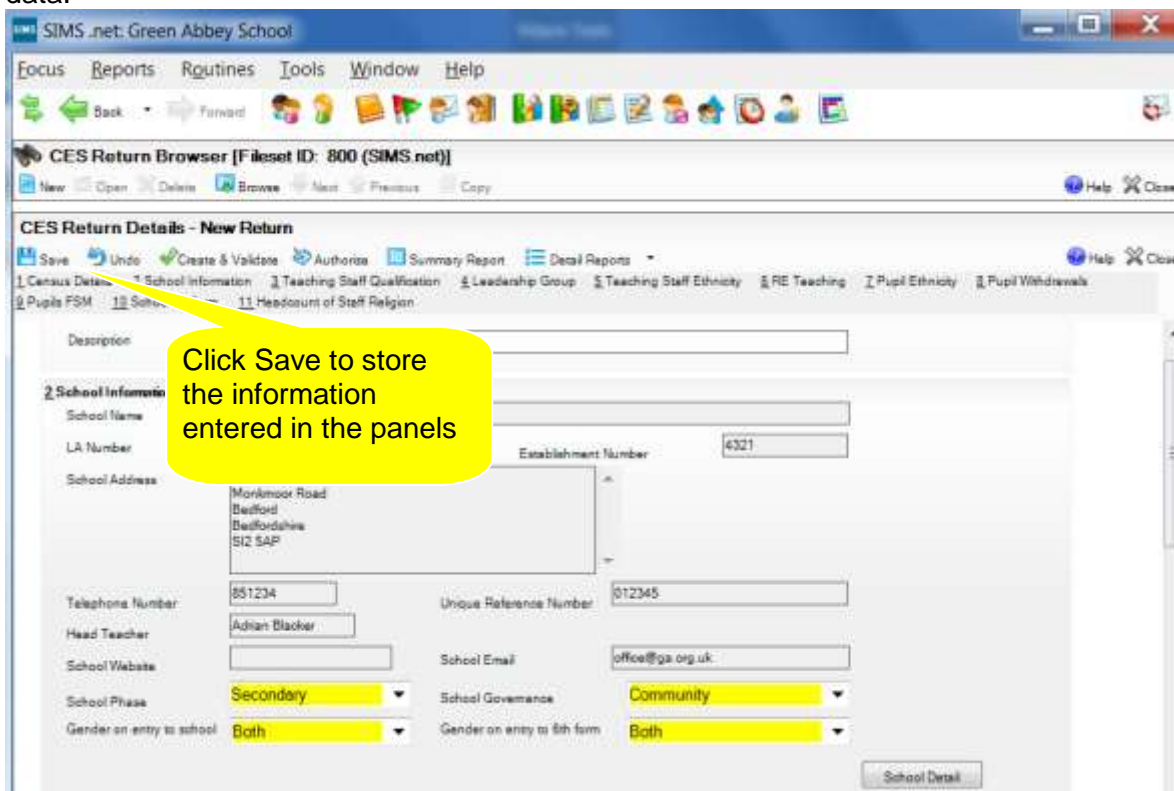 data.
SIMS .net: Green Abbey School
Focus Reports Routines Tools Window Help
Back Forward
CES Return Browser [Fileset ID: 800 (SIMS.net)]
New Open Delete Browse Next Previous Copy Help Close
CES Return Details - New Return
Save Undo Create & Validate Authorise Summary Report Detail Reports Help Close
1 Census Details School Information 3 Teaching Staff Qualification 4 Leadership Group 5 Teaching Staff Ethnicity 6 RE Teaching 7 Pupil Ethnicity 8 Pupil Withdrawals
9 Pupils FSM 10 School 11 Headcount of Staff Religion
Description
Click Save to store
the information
entered in the panels
2 School Information
School Name
LA Number Establishment Number 4321
School Address
Monkmoor Road
Bedford
Bedfordshire
SI2 SAP
Telephone Number 851234 Unique Reference Number 012345
Head Teacher Adrian Blacker
School Website School Email office@ga.org.uk
School Phase Secondary School Governance Community
Gender on entry to school Both Gender on entry to 6th form Both
School Detail